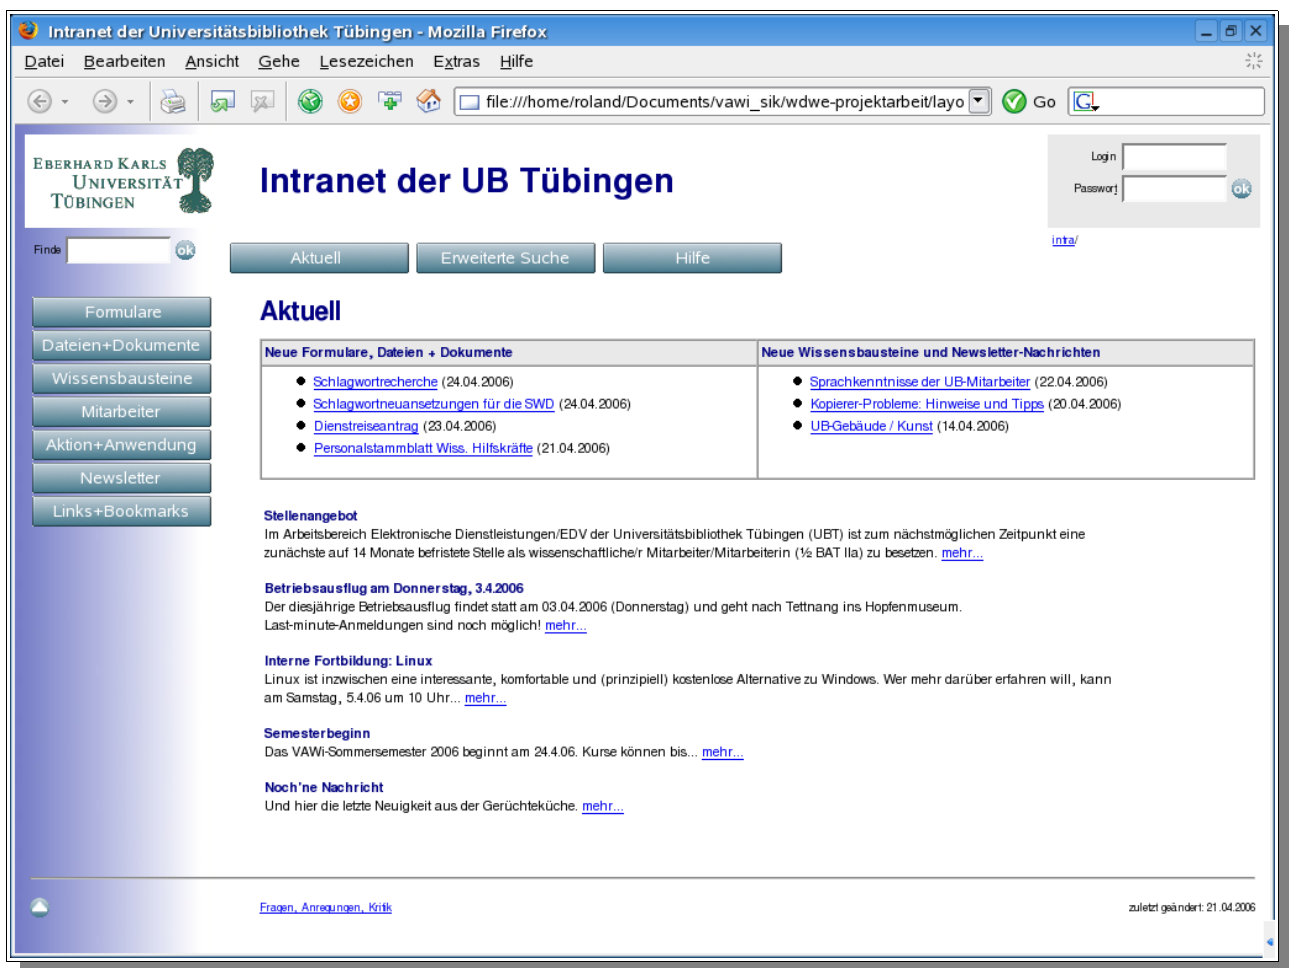 Intranet der Universitätsbibliothek Tübingen - Mozilla Firefox
Datei Bearbeiten Ansicht Gehe Lesezeichen Extras Hilfe
file:///home/roland/Documents/vawi_sik/wdwe-projektarbeit/layo Go G
EBERHARD KARLS
UNIVERSITÄT
TÜBINGEN
Intranet der UB Tübingen
Login
Passwort ok
intra/
Finde ok
Aktuell Erweiterte Suche Hilfe
Formulare
Dateien+Dokumente
Wissensbausteine
Mitarbeiter
Aktion+Anwendung
Newsletter
Links+Bookmarks
Aktuell
Neue Formulare, Dateien + Dokumente
Schlagwortrecherche (24.04.2006)
Schlagwortneuansetzungen für die SWD (24.04.2006)
Dienstreiseantrag (23.04.2006)
Personalstammblatt Wiss. Hilfskräfte (21.04.2006)
Neue Wissensbausteine und Newsletter-Nachrichten
Sprachkenntnisse der UB-Mitarbeiter (22.04.2006)
Kopierer-Probleme: Hinweise und Tipps (20.04.2006)
UB-Gebäude / Kunst (14.04.2006)
Stellenangebot
Im Arbeitsbereich Elektronische Dienstleistungen/EDV der Universitätsbibliothek Tübingen (UBT) ist zum nächstmöglichen Zeitpunkt eine
zunächste auf 14 Monate befristete Stelle als wissenschaftliche/r Mitarbeiter/Mitarbeiterin (½ BAT IIa) zu besetzen. mehr...
Betriebsausflug am Donnerstag, 3.4.2006
Der diesjährige Betriebsausflug findet statt am 03.04.2006 (Donnerstag) und geht nach Tettnang ins Hopfenmuseum.
Last-minute-Anmeldungen sind noch möglich! mehr...
Interne Fortbildung: Linux
Linux ist inzwischen eine interessante, komfortable und (prinzipiell) kostenlose Alternative zu Windows. Wer mehr darüber erfahren will, kann
am Samstag, 5.4.06 um 10 Uhr... mehr...
Semesterbeginn
Das VAWi-Sommersemester 2006 beginnt am 24.4.06. Kurse können bis... mehr...
Noch'ne Nachricht
Und hier die letzte Neuigkeit aus der Gerüchteküche. mehr...
Fragen, Anregungen, Kritik
zuletzt geändert: 21.04.2006